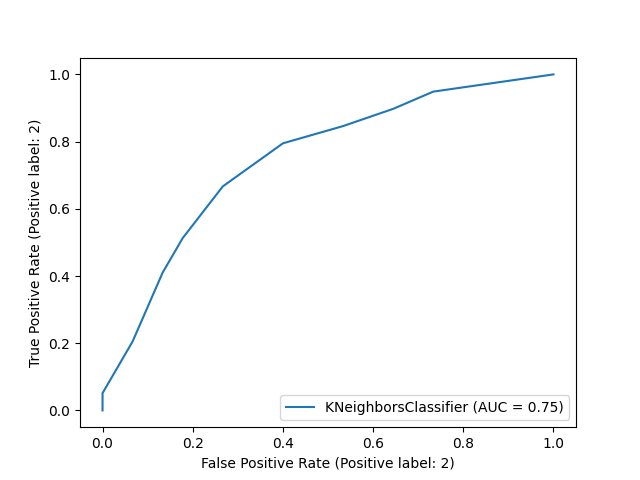 1.0
0.8
0.6
0.4
0.2
0.0
True Positive Rate (Positive label: 2)
KNeighborsClassifier (AUC = 0.75)
0.0 0.2 0.4 0.6 0.8 1.0
False Positive Rate (Positive label: 2)